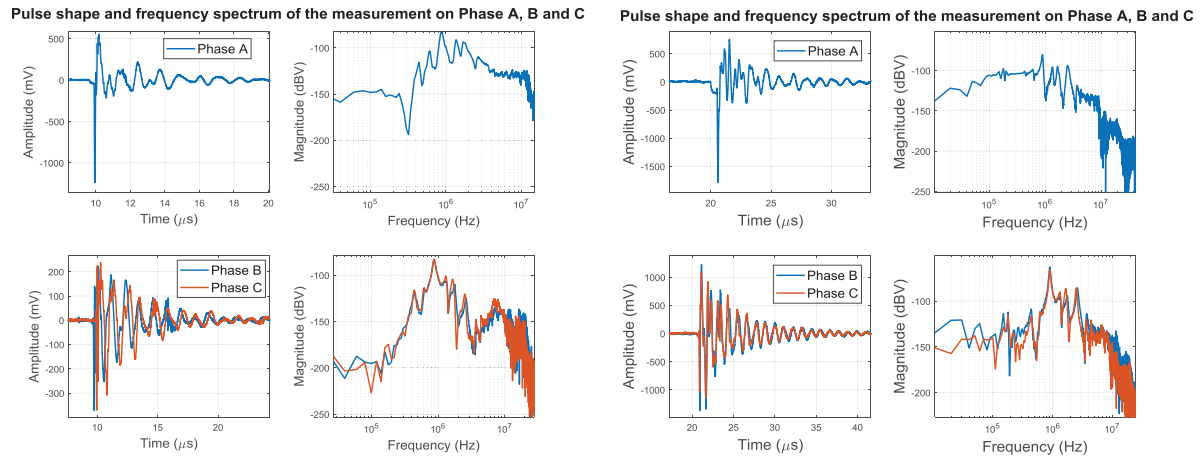 Pulse shape and frequency spectrum of the measurement on Phase A, B and C
500
0
-500
-1000
Amplitude (mV)
Phase A
10 12 14 16 18 20
Time (μs)
-100
-150
-200
-250
Magnitude (dBV)
10^5 10^6 10^7
Frequency (Hz)
200
100
0
-100
-200
-300
Amplitude (mV)
Phase B
Phase C
10 15 20
Time (μs)
-100
-150
-200
-250
Magnitude (dBV)
10^5 10^6 10^7
Frequency (Hz)
Pulse shape and frequency spectrum of the measurement on Phase A, B and C
500
0
-500
-1000
-1500
Amplitude (mV)
Phase A
20 25 30
Time (μs)
-50
-100
-150
-200
-250
Magnitude (dBV)
10^5 10^6 10^7
Frequency (Hz)
1000
500
0
-500
-1000
Amplitude (mV)
Phase B
Phase C
20 25 30 35 40
Time (μs)
-100
-150
-200
Magnitude (dBV)
10^5 10^6 10^7
Frequency (Hz)